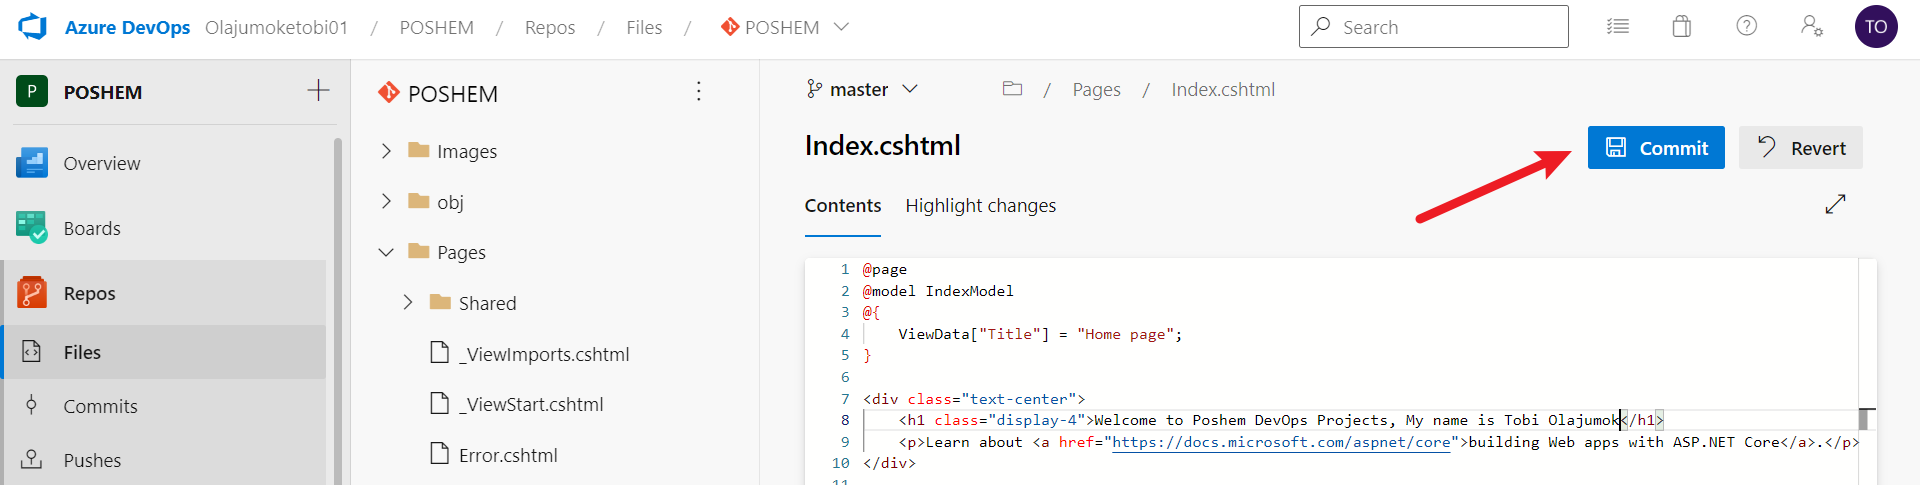 Azure DevOps Olajumoketobi01 / POSHEM / Repos / Files / POSHEM
Search
TO
P POSHEM
Overview
Boards
Repos
Files
Commits
Pushes
POSHEM
Images
obj
Pages
Shared
_ViewImports.cshtml
_ViewStart.cshtml
Error.cshtml
master / Pages / Index.cshtml
Index.cshtml
Commit Revert
Contents Highlight changes
1 @page
2 @model IndexModel
3 @{
4 ViewData["Title"] = "Home page";
5 }
6
7 <div class="text-center">
8 <h1 class="display-4">Welcome to Poshem DevOps Projects, My name is Tobi Olajumok</h1>
9 <p>Learn about <a href="https://docs.microsoft.com/aspnet/core">building Web apps with ASP.NET Core</a>.</p>
10 </div>
11